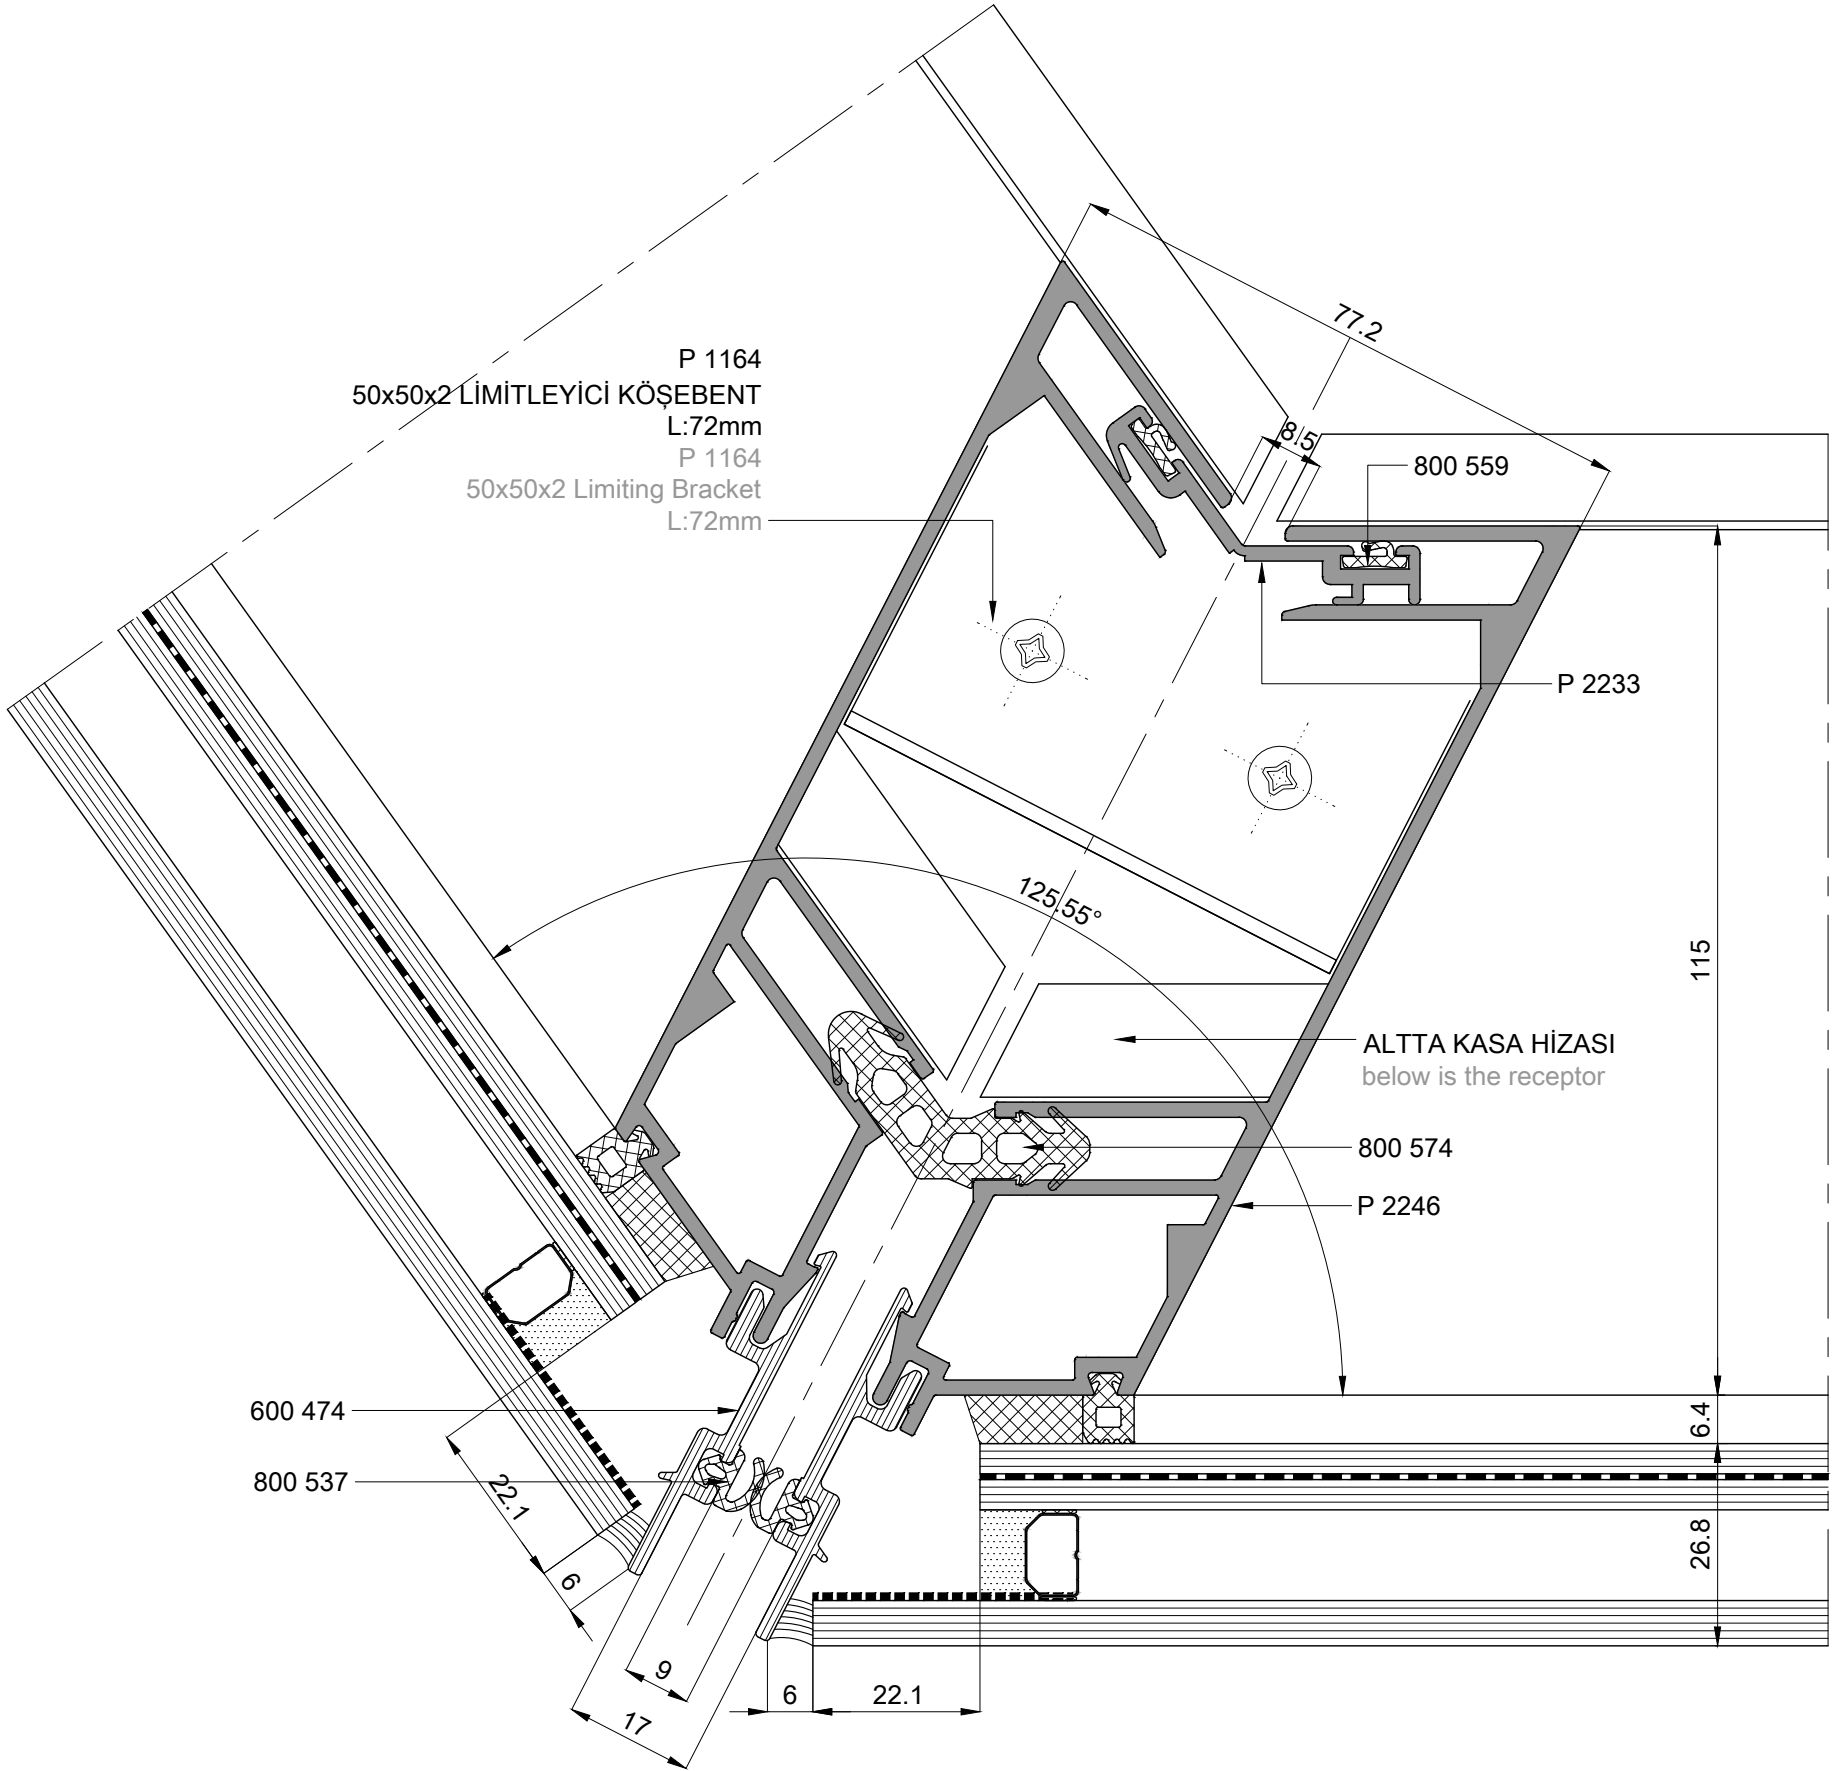 77.2
P 1164
50x50x2 LİMİTLEYİCİ KÖŞEBENT
L:72mm
P 1164
50x50x2 Limiting Bracket
L:72mm
8.5
800 559
P 2233
125.55°
115
ALTTA KASA HİZASI
below is the receptor
800 574
P 2246
600 474
6.4
800 537
22.1
26.8
6
9
6
22.1
17